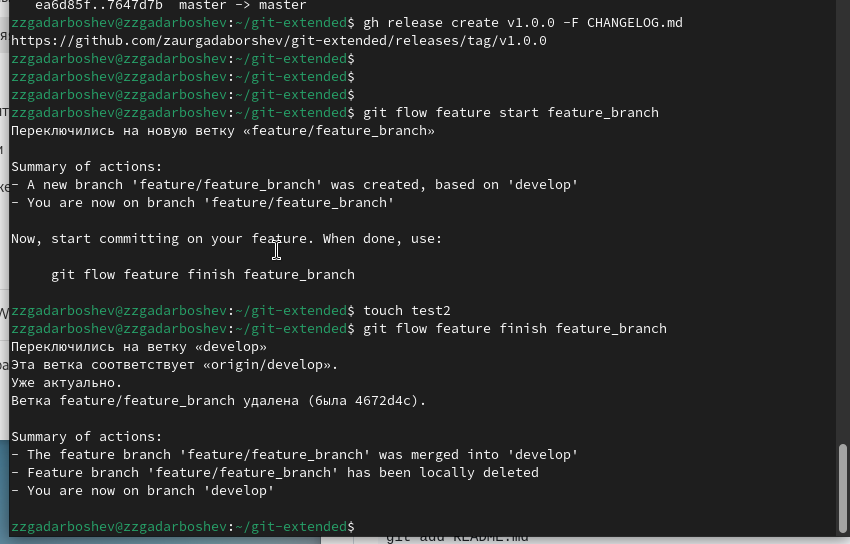 ea6d85f..7647d7b  master -> master
zzgadarboshev@zzgadarboshev:~/git-extended$ gh release create v1.0.0 -F CHANGELOG.md
https://github.com/zaurgadaborshev/git-extended/releases/tag/v1.0.0
zzgadarboshev@zzgadarboshev:~/git-extended$
zzgadarboshev@zzgadarboshev:~/git-extended$
zzgadarboshev@zzgadarboshev:~/git-extended$
zzgadarboshev@zzgadarboshev:~/git-extended$ git flow feature start feature_branch
Переключились на новую ветку «feature/feature_branch»
Summary of actions:
- A new branch 'feature/feature_branch' was created, based on 'develop'
- You are now on branch 'feature/feature_branch'
Now, start committing on your feature. When done, use:
git flow feature finish feature_branch
zzgadarboshev@zzgadarboshev:~/git-extended$ touch test2
zzgadarboshev@zzgadarboshev:~/git-extended$ git flow feature finish feature_branch
Переключились на ветку «develop»
Эта ветка соответствует «origin/develop».
Уже актуально.
Ветка feature/feature_branch удалена (была 4672d4c).
Summary of actions:
- The feature branch 'feature/feature_branch' was merged into 'develop'
- Feature branch 'feature/feature_branch' has been locally deleted
- You are now on branch 'develop'
zzgadarboshev@zzgadarboshev:~/git-extended$
git add README.md